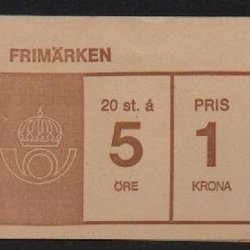 FRIMÄRKEN
20 st. á
5
ÖRE
PRIS
1
KRONA